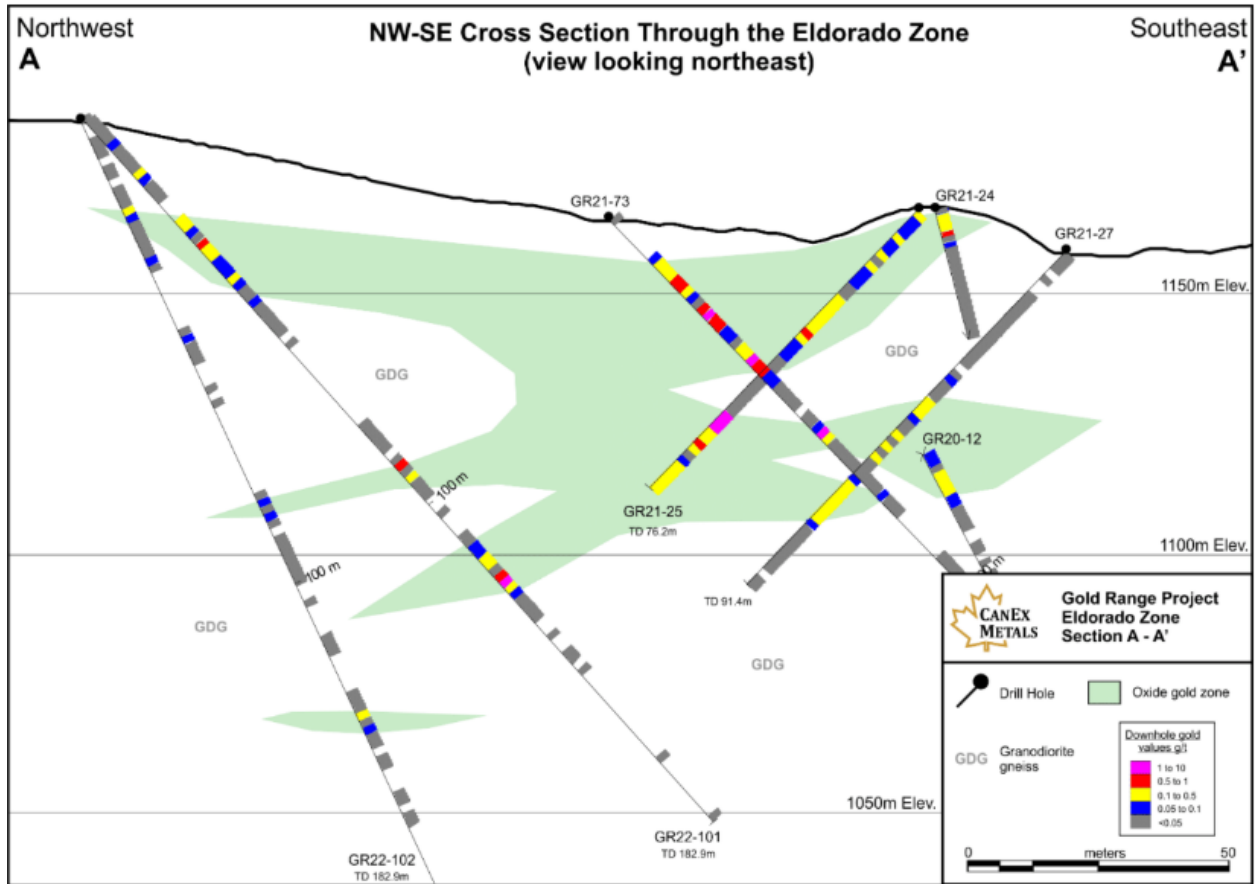 Northwest
A
NW-SE Cross Section Through the Eldorado Zone
(view looking northeast)
Southeast
A'
GR21-73
GR21-24
GR21-27
1150m Elev.
GDG
GDG
GR20-12
100 m
GR21-25
TD 76.2m
1100m Elev.
100 m
TD 91.4m
GDG
GDG
1050m Elev.
GR22-101
TD 182.9m
GR22-102
TD 182.9m
CANEX
METALS
Gold Range Project
Eldorado Zone
Section A - A'
Drill Hole
Oxide gold zone
GDG
Granodiorite
gneiss
Downhole gold
values g/t
1 to 10
0.5 to 1
0.1 to 0.5
0.05 to 0.1
<0.05
0
meters
50